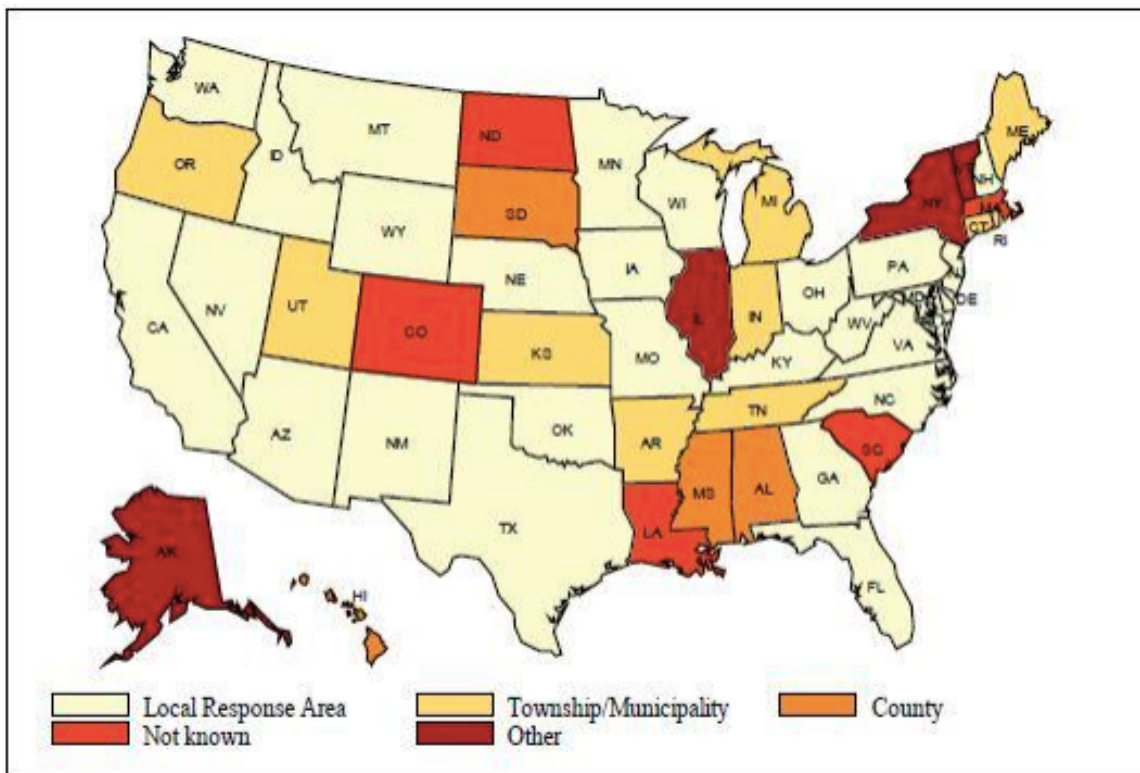 WA
MT
ND
MN
ME
OR
ID
SD
WI
MI
NY
NH
MA
CT
RI
WY
IA
PA
NE
NV
UT
CO
IL
IN
OH
MD
DE
WV
VA
CA
KS
MO
KY
NC
TN
AZ
NM
OK
AR
SC
MS
AL
GA
TX
LA
AK
HI
FL
Local Response Area
Township/Municipality
County
Not known
Other